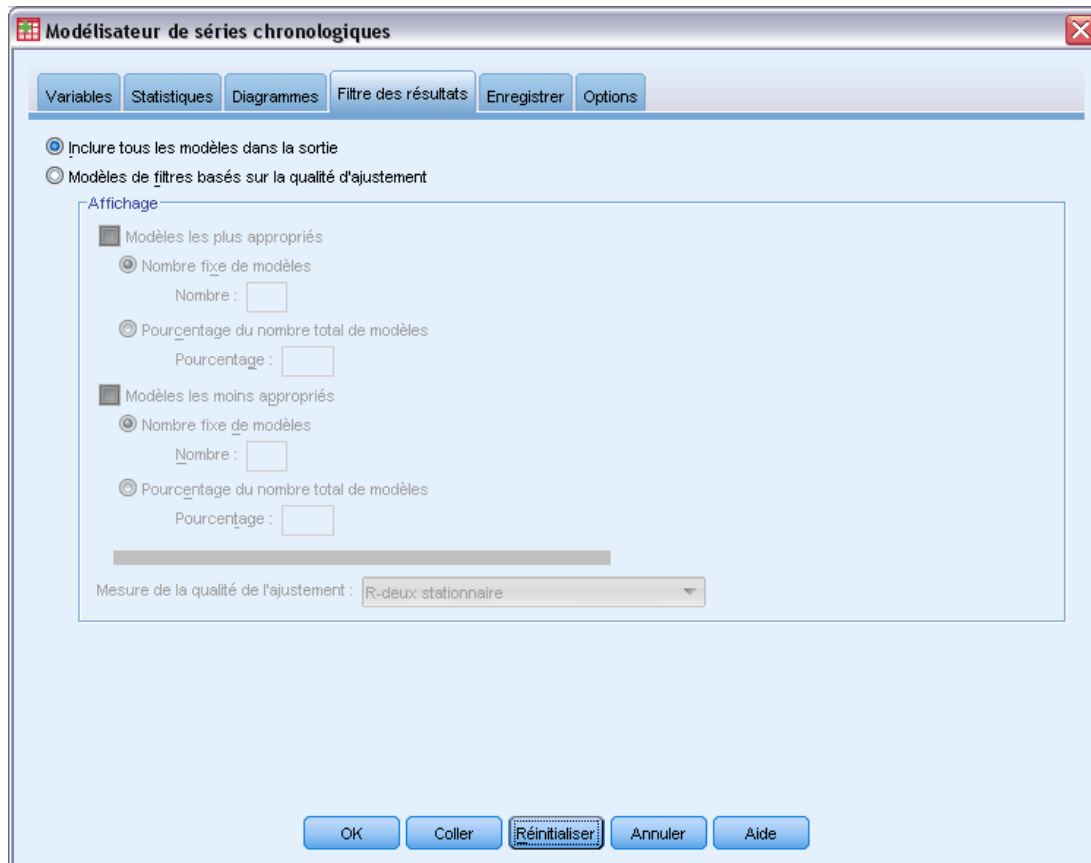 Modélisateur de séries chronologiques
Variables Statistiques Diagrammes Filtre des résultats Enregistrer Options
Inclure tous les modèles dans la sortie
Modèles de filtres basés sur la qualité d'ajustement
Affichage
Modèles les plus appropriés
Nombre fixe de modèles
Nombre :
Pourcentage du nombre total de modèles
Pourcentage :
Modèles les moins appropriés
Nombre fixe de modèles
Nombre :
Pourcentage du nombre total de modèles
Pourcentage :
Mesure de la qualité de l'ajustement : R-deux stationnaire
OK Coller Réinitialiser Annuler Aide